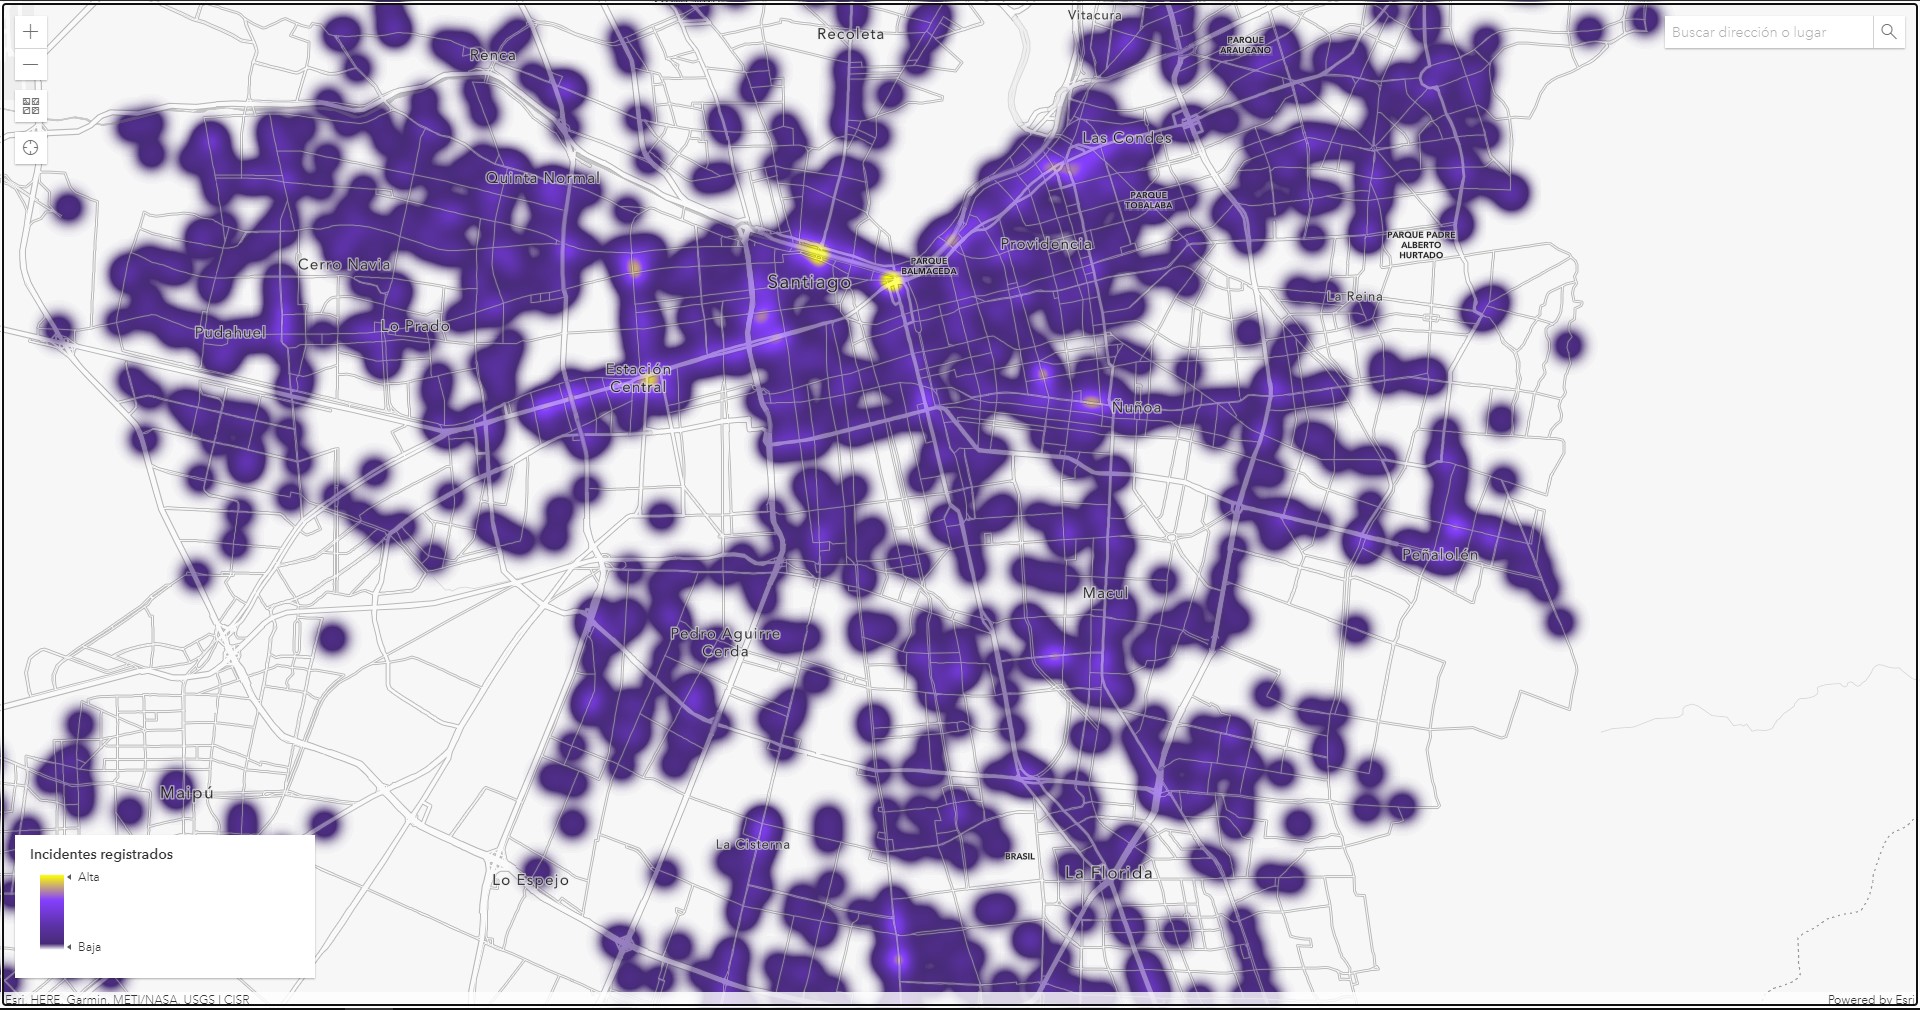 Vitacura
Recoleta
PARQUE
ARAUCANO
Buscar dirección o lugar
Renca
Las Condes
Quinta Normal
PARQUE
TOBALABA
PARQUE PADRE
ALBERTO
HURTADO
Providencia
Cerro Navia
PARQUE
BALMACEDA
Santiago
La Reina
Pudahuel
Lo Prado
Estación
Central
Ñuñoa
Peñalolén
Macul
Pedro Aguirre
Cerda
Maipú
La Cisterna
BRASIL
La Florida
Lo Espejo
Incidentes registrados
Alta
Baja
Esri, HERE, Garmin, METI/NASA, USGS | CISR
Powered by Esri